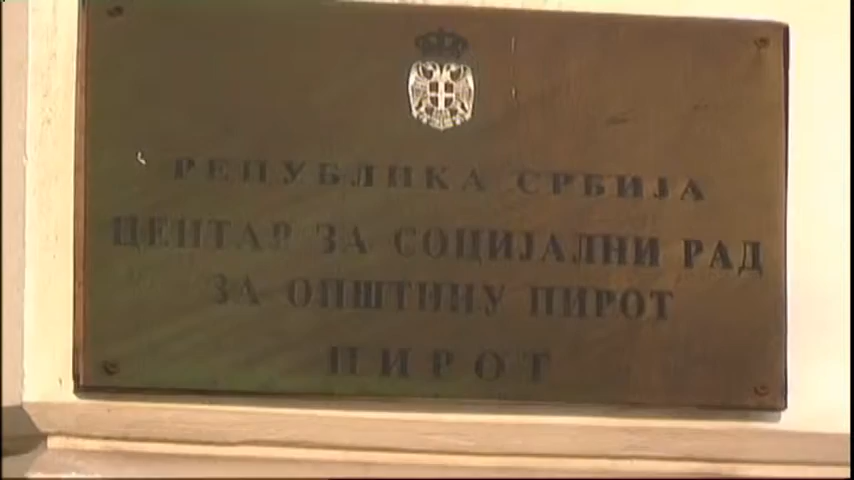 РЕПУБЛИКА СРБИЈА
ЦЕНТАР ЗА СОЦИЈАЛНИ РАД
ЗА ОПШТИНУ ПИРОТ
ПИРОТ